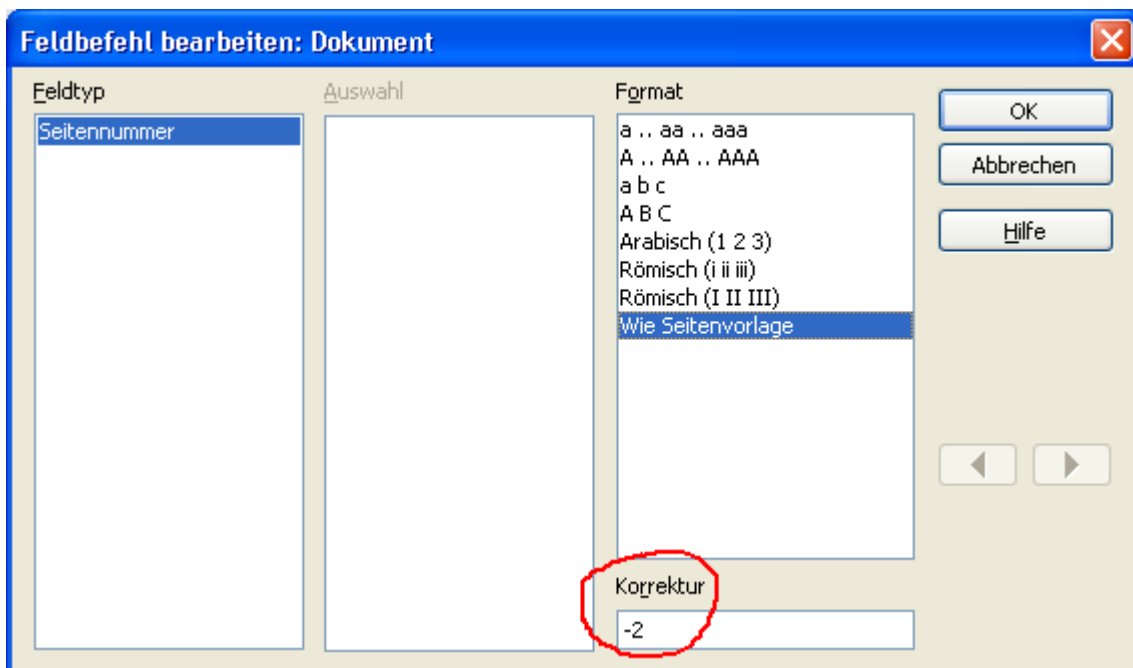 Feldbefehl bearbeiten: Dokument
Feldtyp
Seitennummer
Auswahl
Format
a .. aa .. aaa
A .. AA .. AAA
a b c
A B C
Arabisch (1 2 3)
Römisch (i ii iii)
Römisch (I II III)
Wie Seitenvorlage
Korrektur
-2
OK
Abbrechen
Hilfe